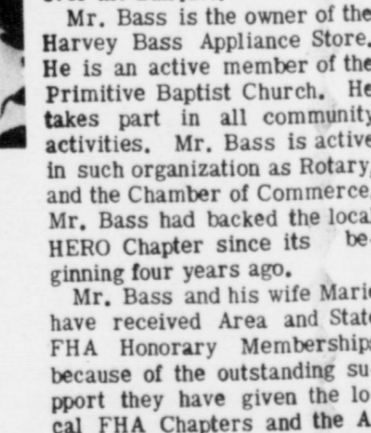 Mr. Bass is the owner of the
Harvey Bass Appliance Store.
He is an active member of the
Primitive Baptist Church. He
takes part in all community
activities. Mr. Bass is active
in such organization as Rotary,
and the Chamber of Commerce.
Mr. Bass had backed the local
HERO Chapter since its be-
ginning four years ago.
Mr. Bass and his wife Marie
have received Area and State
FHA Honorary Memberships
because of the outstanding su-
pport they have given the lo-
cal FHA Chapters and the